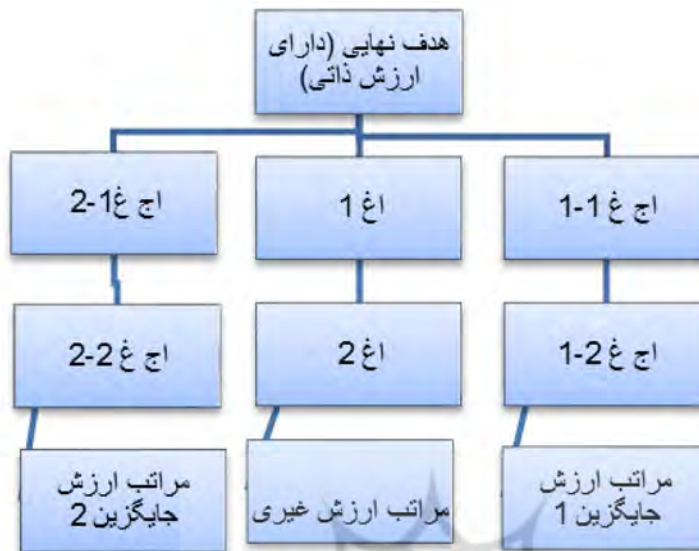 هدف نهایی (دارای
ارزش ذاتی)
اج غ 1-1
اغ 1
اج غ1-2
اج غ 2-1
اغ 2
اج غ 2-2
مراتب ارزش
جایگزین 1
مراتب ارزش غیری
مراتب ارزش
جایگزین 2